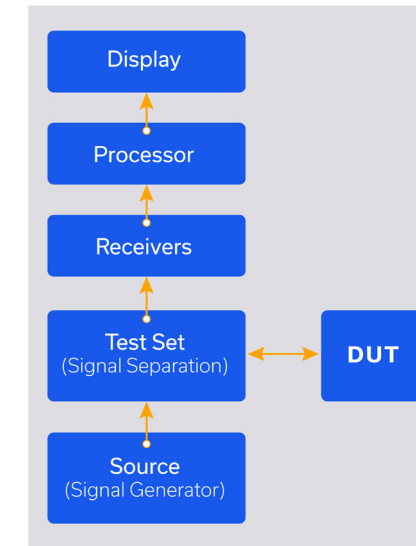 Display
Processor
Receivers
Test Set
(Signal Separation)
DUT
Source
(Signal Generator)